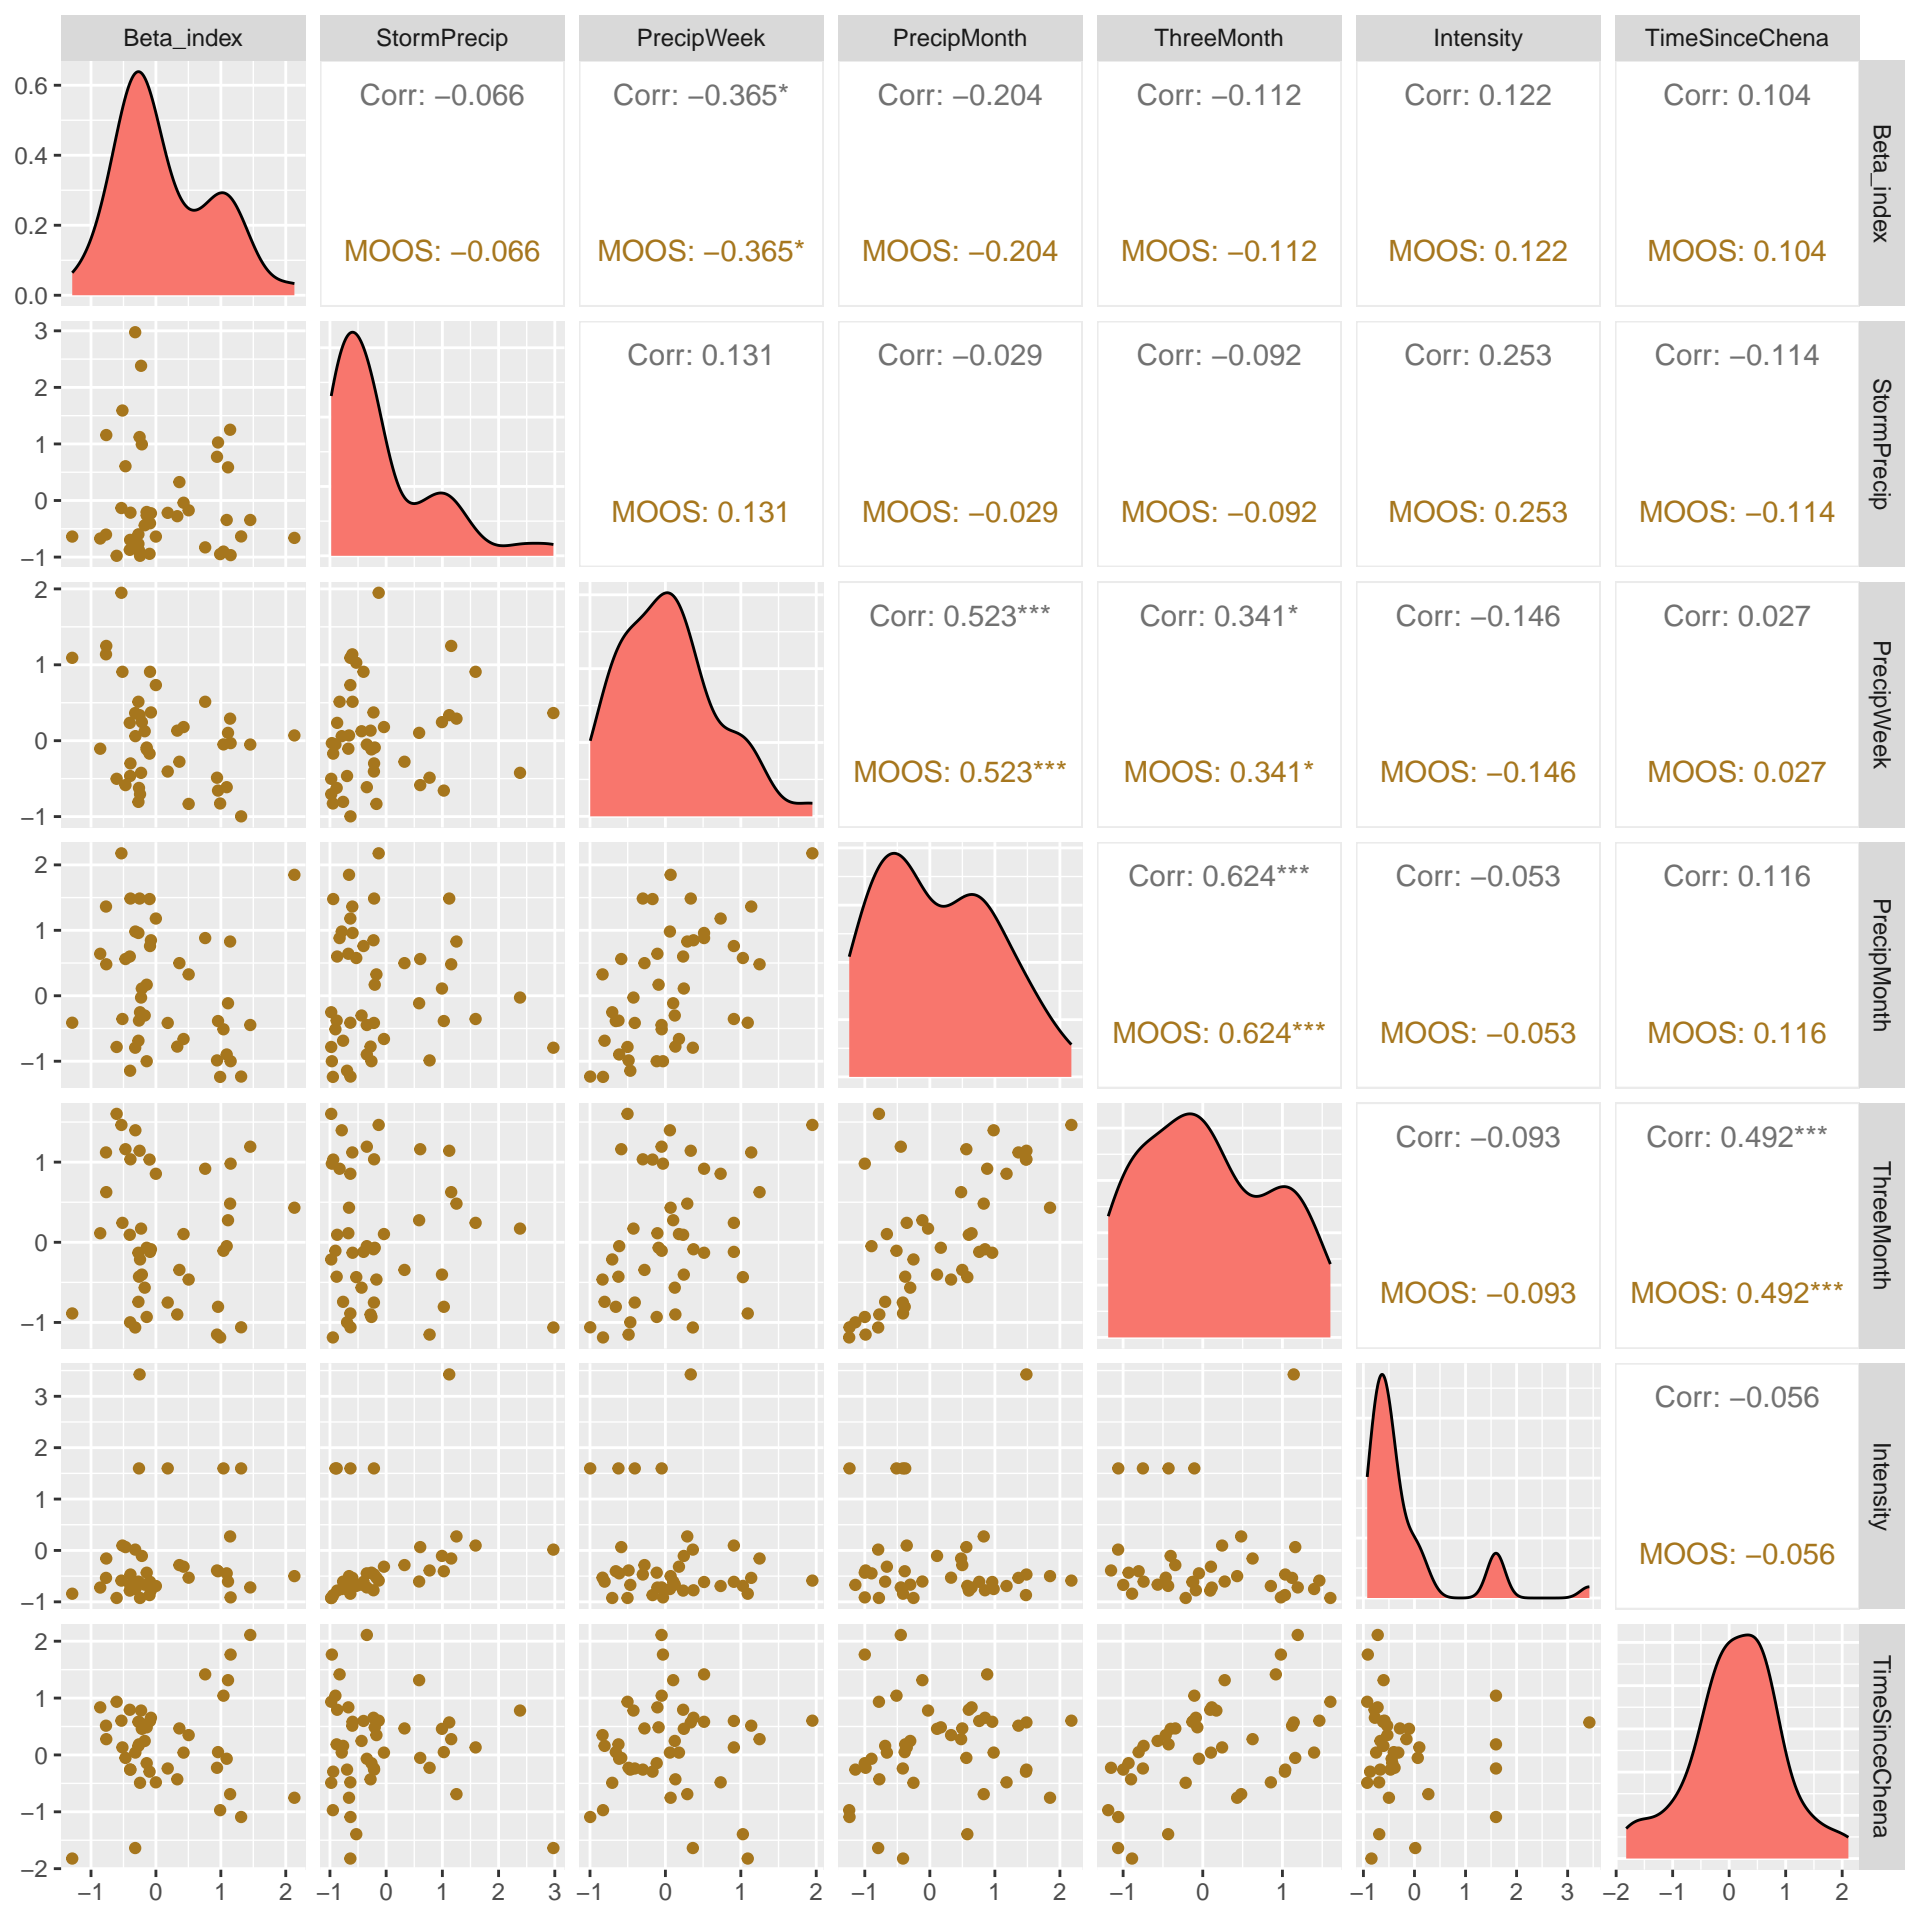 Beta_index StormPrecip PrecipWeek PrecipMonth ThreeMonth Intensity TimeSinceChena
0.6 0.4 0.2 0.0
Corr: −0.066 Corr: −0.365* Corr: −0.204 Corr: −0.112 Corr: 0.122 Corr: 0.104
MOOS: −0.066 MOOS: −0.365* MOOS: −0.204 MOOS: −0.112 MOOS: 0.122 MOOS: 0.104
Beta_index
3 2 1 0 −1
Corr: 0.131 Corr: −0.029 Corr: −0.092 Corr: 0.253 Corr: −0.114
MOOS: 0.131 MOOS: −0.029 MOOS: −0.092 MOOS: 0.253 MOOS: −0.114
StormPrecip
2 1 0 −1
Corr: 0.523*** Corr: 0.341* Corr: −0.146 Corr: 0.027
MOOS: 0.523*** MOOS: 0.341* MOOS: −0.146 MOOS: 0.027
PrecipWeek
2 1 0 −1
Corr: 0.624*** Corr: −0.053 Corr: 0.116
MOOS: 0.624*** MOOS: −0.053 MOOS: 0.116
PrecipMonth
1 0 −1
Corr: −0.093 Corr: 0.492***
MOOS: −0.093 MOOS: 0.492***
ThreeMonth
3 2 1 0 −1
Corr: −0.056
MOOS: −0.056
Intensity
2 1 0 −1 −2
TimeSinceChena
−1 0 1 2 −1 0 1 2 3 −1 0 1 2 −1 0 1 2 −1 0 1 −1 0 1 2 3 −2 −1 0 1 2